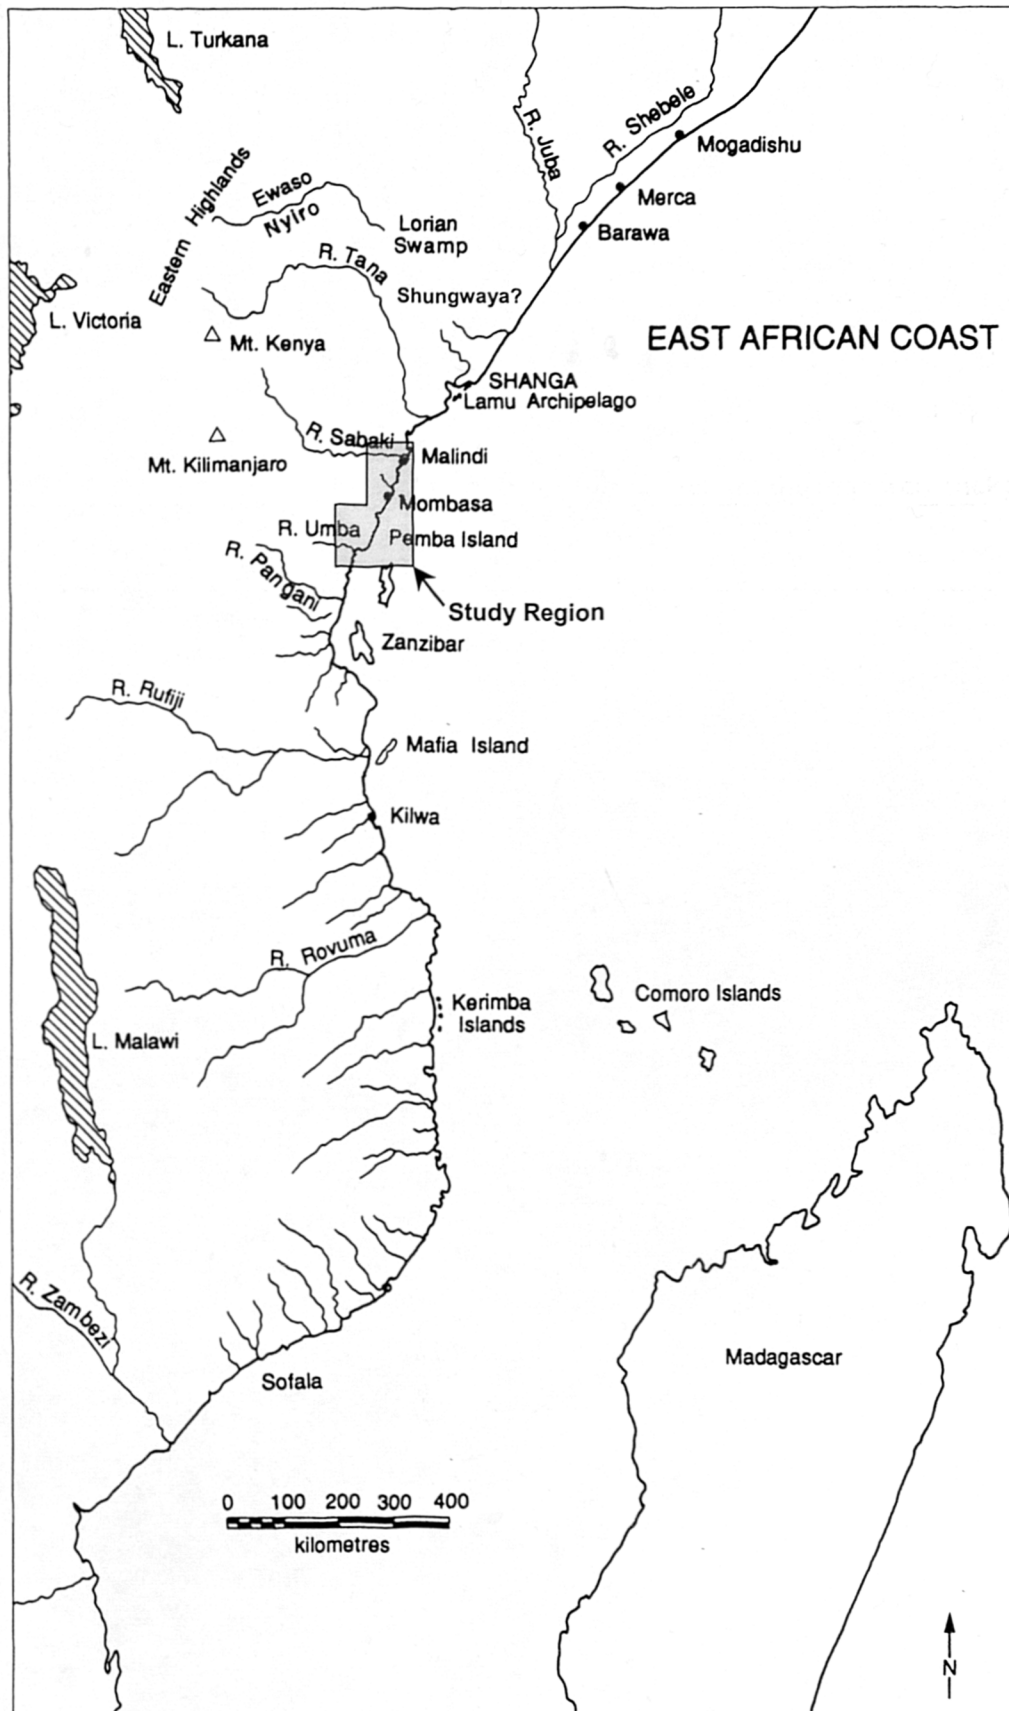 L. Turkana
R. Juba
R. Shebele
Mogadishu
Merca
Barawa
Eastern Highlands
Ewaso
Nyiro
Lorian
Swamp
R. Tana
Shungwaya?
L. Victoria
Mt. Kenya
EAST AFRICAN COAST
SHANGA
Lamu Archipelago
R. Sabaki
Malindi
Mt. Kilimanjaro
Mombasa
R. Umba
Pemba Island
R. Pangani
Study Region
Zanzibar
R. Rufiji
Mafia Island
Kilwa
R. Rovuma
Kerimba
Islands
Comoro Islands
L. Malawi
R. Zambezi
Madagascar
Sofala
0 100 200 300 400
kilometres
N